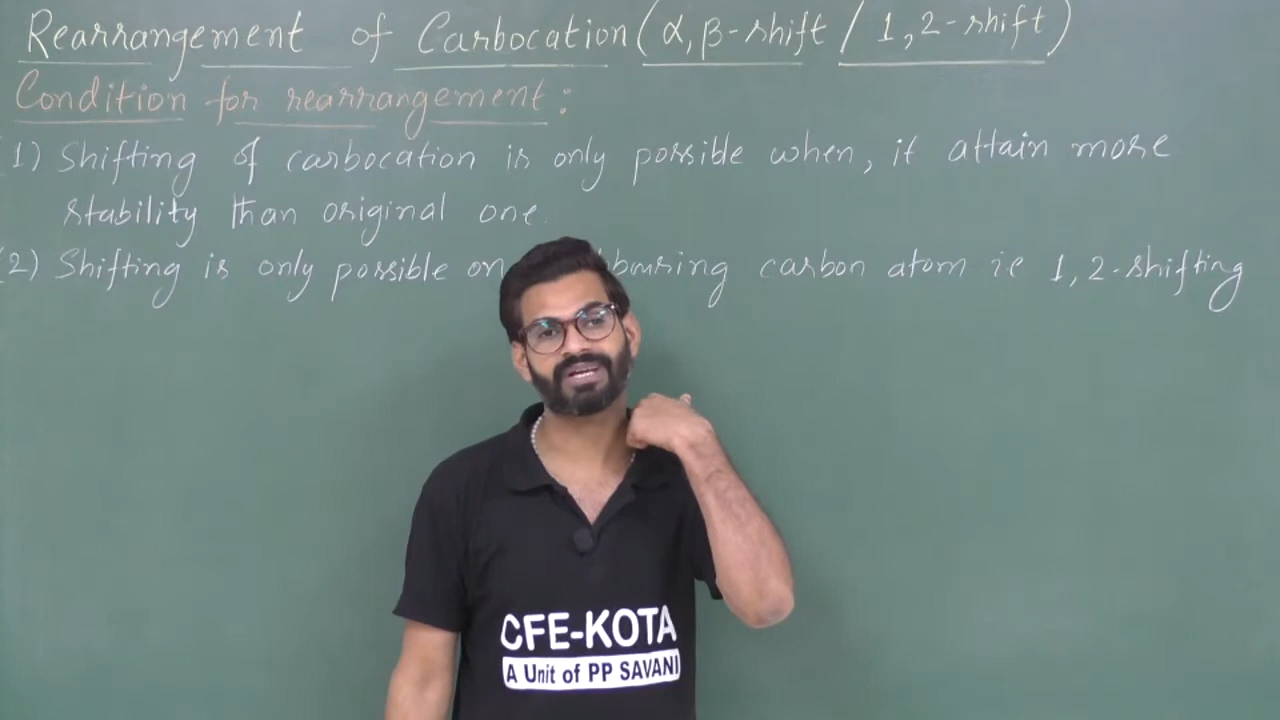 Rearrangement of Carbocation (α,β-shift / 1,2-shift)
Condition for rearrangement:
1) Shifting of carbocation is only possible when, it attain more
stability than original one.
(2) Shifting is only possible on bouring carbon atom ie 1,2-shifting
CFE-KOTA
A Unit of PP SAVANI